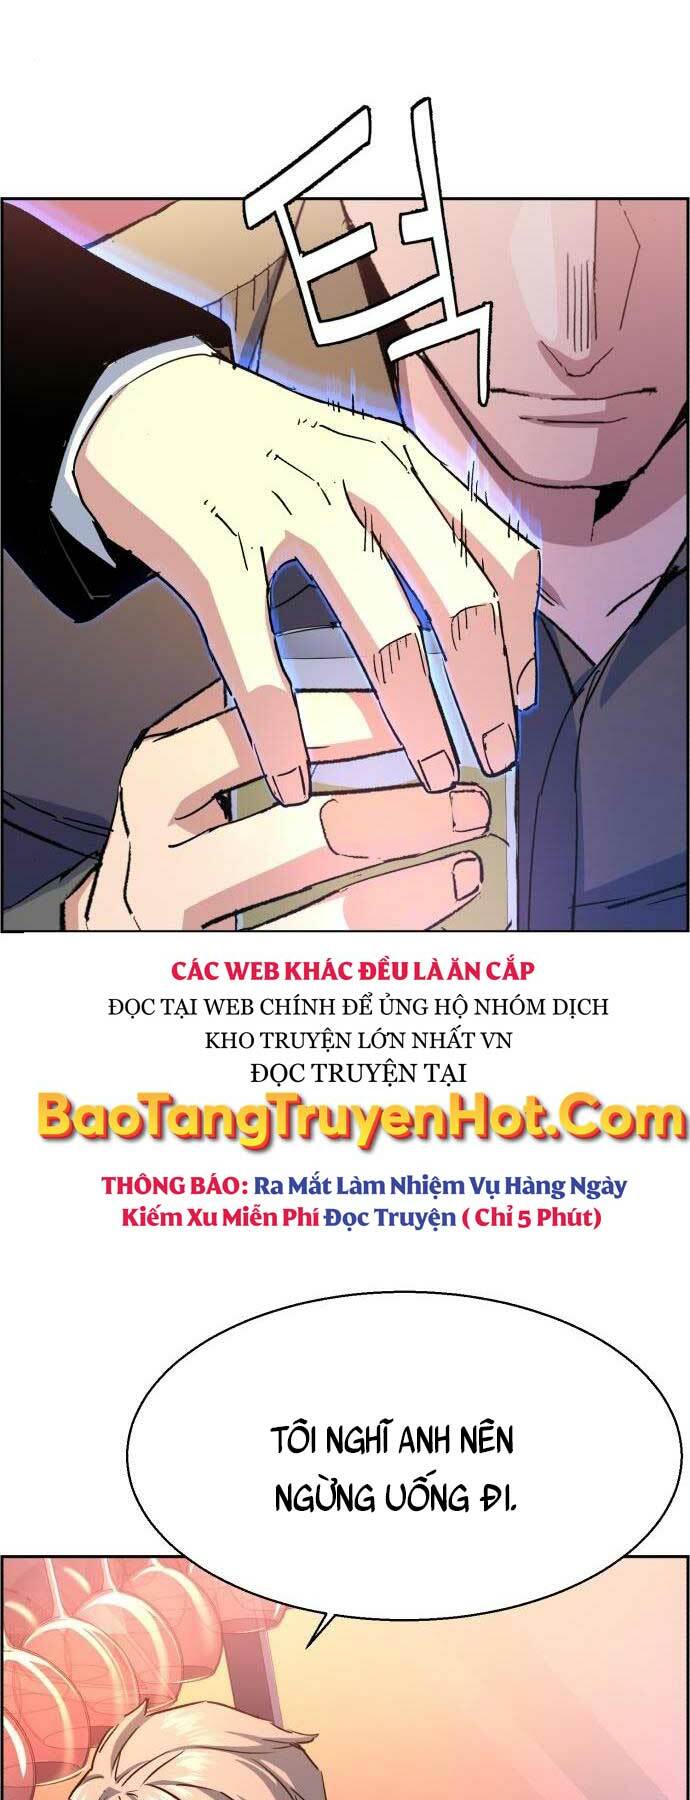 턱
CÁC WEB KHÁC ĐỀU LÀ ĂN CẮP
ĐỌC TẠI WEB CHÍNH ĐỂ ỦNG HỘ NHÓM DỊCH
KHO TRUYỆN LỚN NHẤT VN
ĐỌC TRUYỆN TẠI
BaoTangTruyenHot.Com
THÔNG BÁO: Ra Mắt Làm Nhiệm Vụ Hàng Ngày
Kiếm Xu Miễn Phí Đọc Truyện ( Chỉ 5 Phút)
TÔI NGHĨ ANH NÊN
NGỪNG UỐNG ĐI.